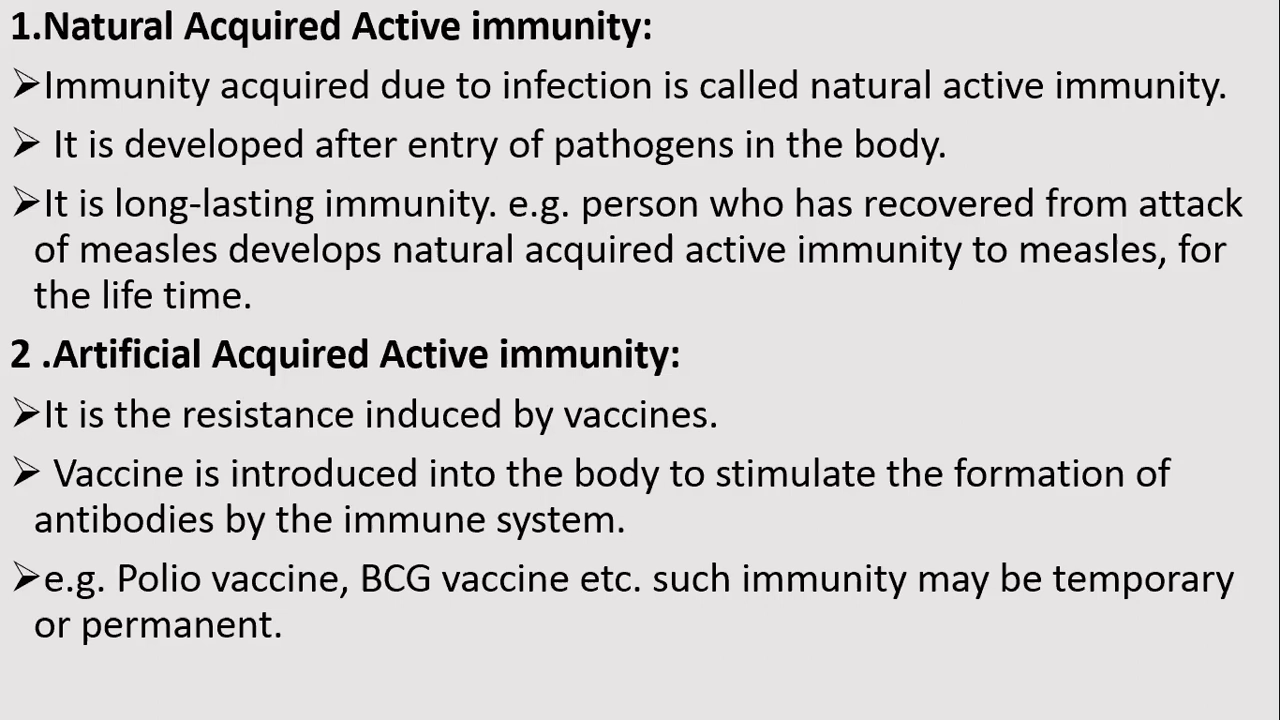 1.Natural Acquired Active immunity:
➢Immunity acquired due to infection is called natural active immunity.
➢ It is developed after entry of pathogens in the body.
➢It is long-lasting immunity. e.g. person who has recovered from attack
of measles develops natural acquired active immunity to measles, for
the life time.
2 .Artificial Acquired Active immunity:
➢It is the resistance induced by vaccines.
➢ Vaccine is introduced into the body to stimulate the formation of
antibodies by the immune system.
➢e.g. Polio vaccine, BCG vaccine etc. such immunity may be temporary
or permanent.